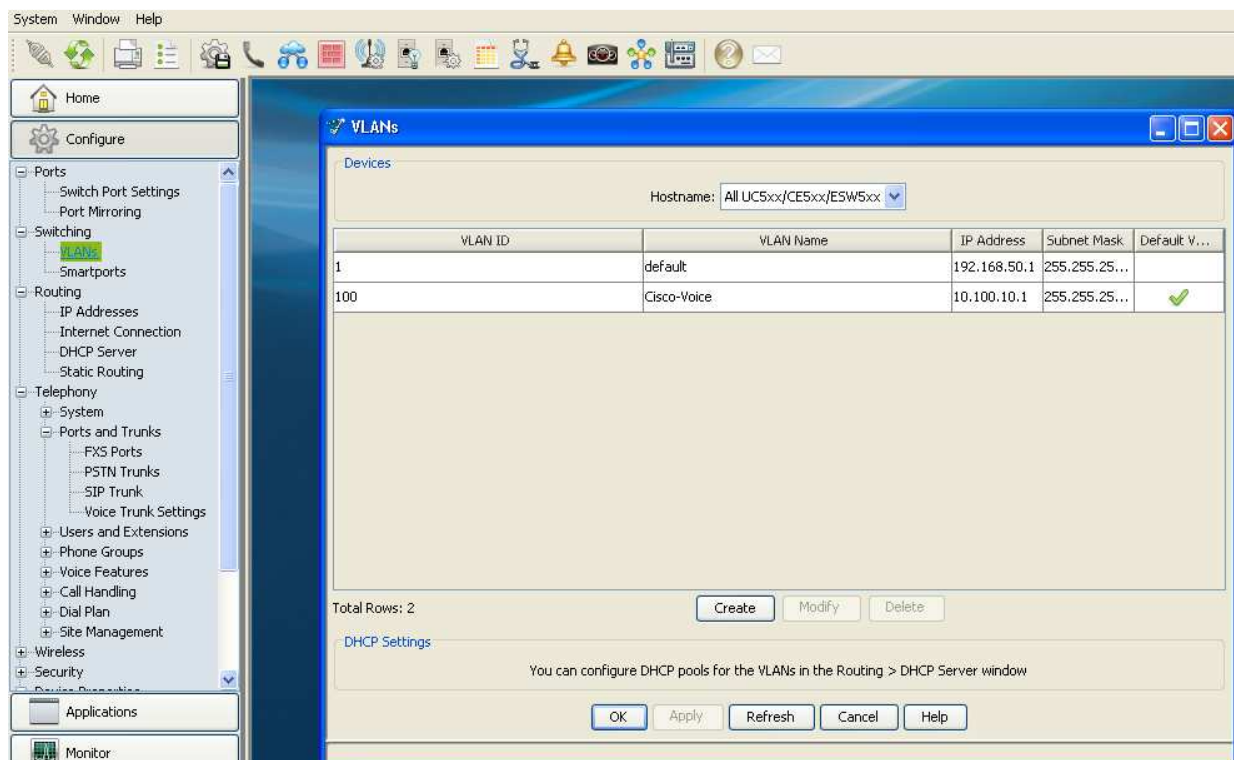 System Window Help
Home
Configure
Ports
Switch Port Settings
Port Mirroring
Switching
VLANs
Smartports
Routing
IP Addresses
Internet Connection
DHCP Server
Static Routing
Telephony
System
Ports and Trunks
FXS Ports
PSTN Trunks
SIP Trunk
Voice Trunk Settings
Users and Extensions
Phone Groups
Voice Features
Call Handling
Dial Plan
Site Management
Wireless
Security
Applications
Monitor
VLANs
Devices
Hostname: All UC5xx/CE5xx/ESW5xx
VLAN ID VLAN Name IP Address Subnet Mask Default V...
1 default 192.168.50.1 255.255.25...
100 Cisco-Voice 10.100.10.1 255.255.25...
Total Rows: 2 Create Modify Delete
DHCP Settings
You can configure DHCP pools for the VLANs in the Routing > DHCP Server window
OK Apply Refresh Cancel Help